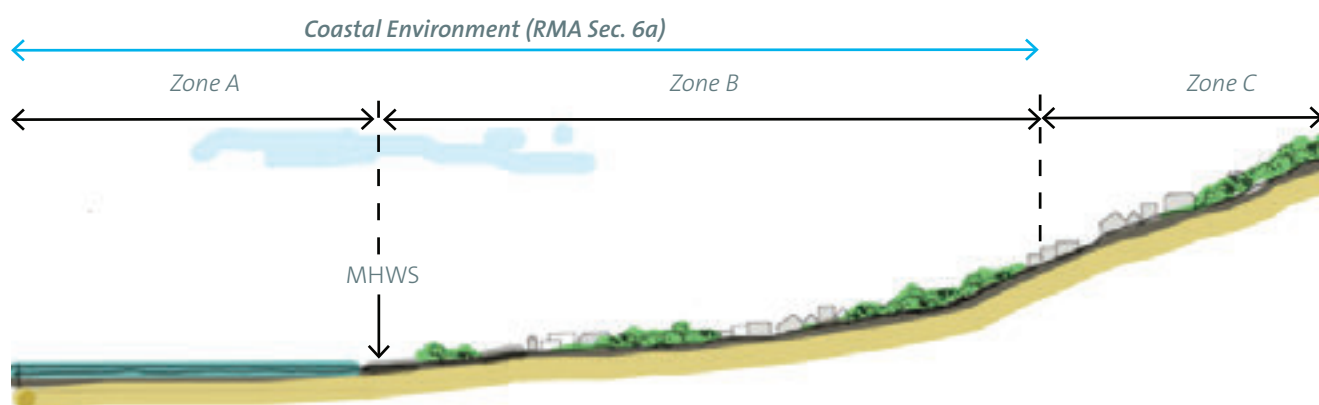 Coastal Environment (RMA Sec. 6a)
Zone A
Zone B
Zone C
MHWS